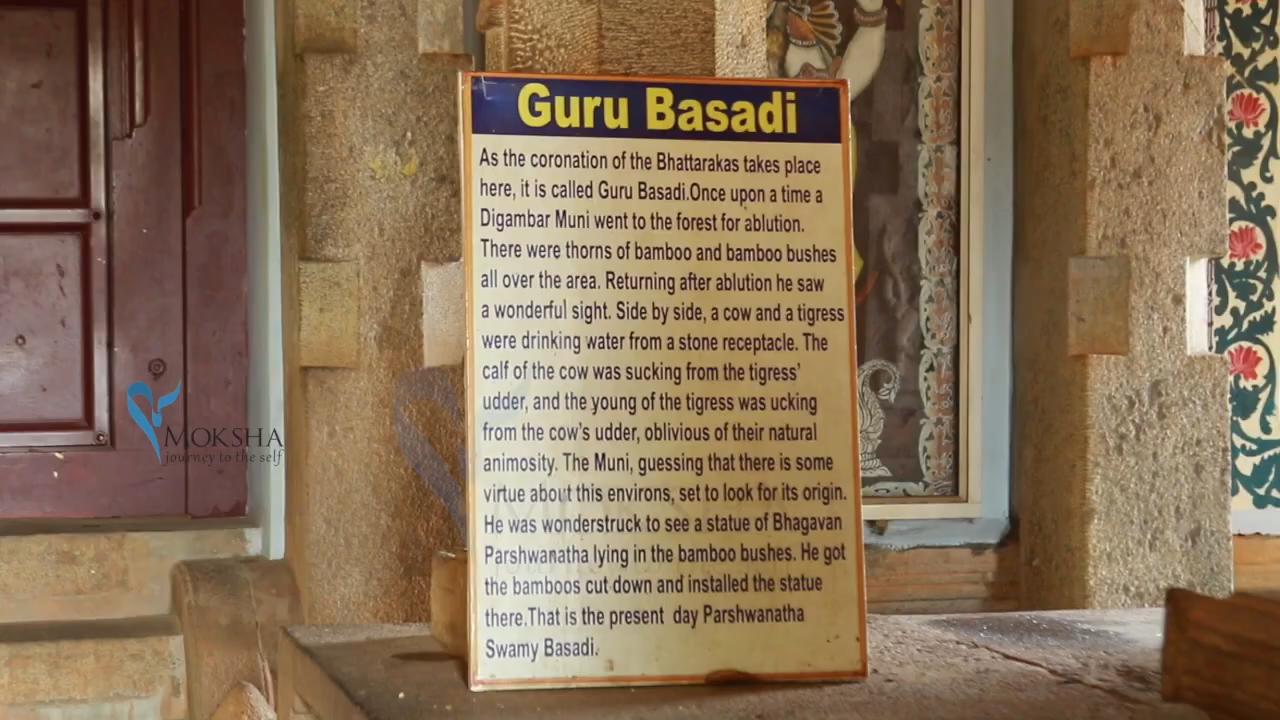 Guru Basadi
As the coronation of the Bhattarakas takes place
here, it is called Guru Basadi.Once upon a time a
Digambar Muni went to the forest for ablution.
There were thorns of bamboo and bamboo bushes
all over the area. Returning after ablution he saw
a wonderful sight. Side by side, a cow and a tigress
were drinking water from a stone receptacle. The
calf of the cow was sucking from the tigress'
udder, and the young of the tigress was ucking
from the cow's udder, oblivious of their natural
animosity. The Muni, guessing that there is some
virtue about this environs, set to look for its origin.
He was wonderstruck to see a statue of Bhagavan
Parshwanatha lying in the bamboo bushes. He got
the bamboos cut down and installed the statue
there.That is the present day Parshwanatha
Swamy Basadi.
MOKSHA
journey to the self